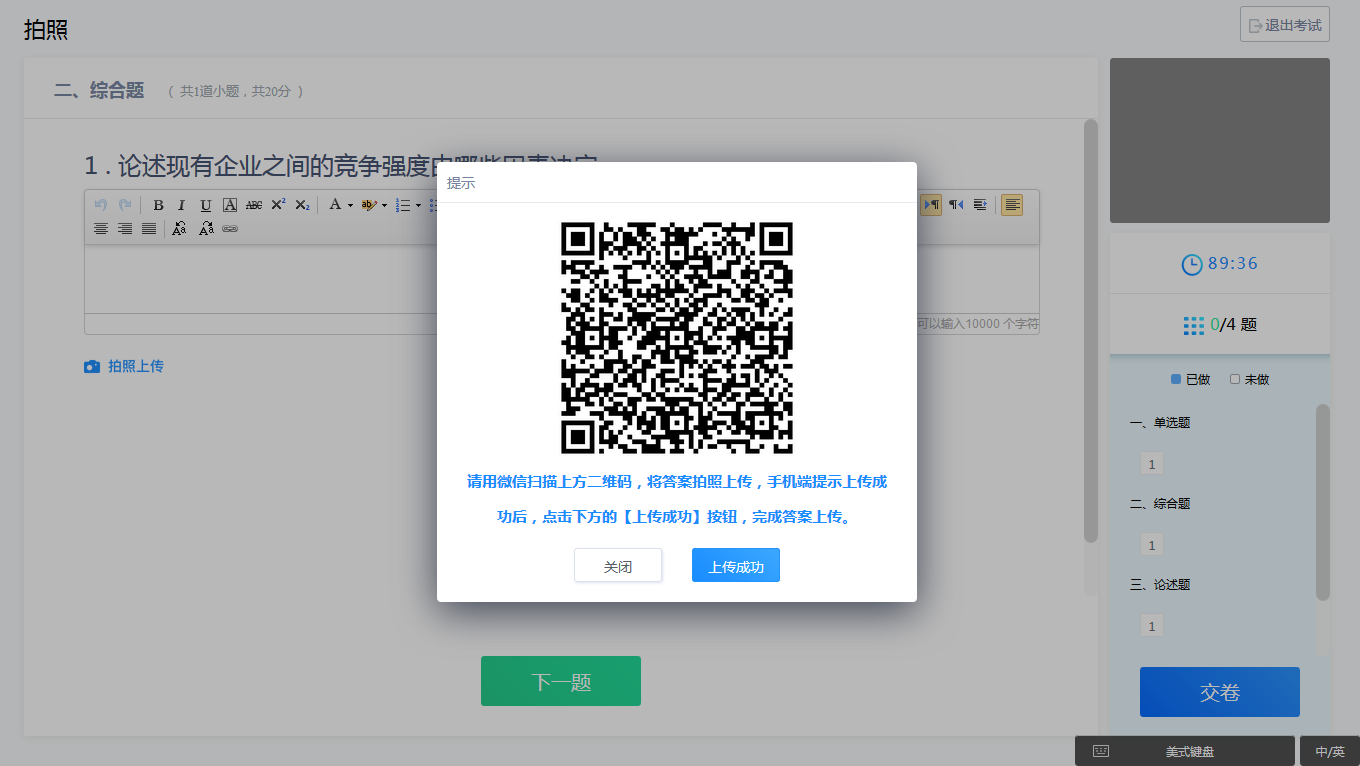 拍照
退出考试
二、综合题 ( 共1道小题，共20分 )
1 . 论述现有企业之间的竞争强度由哪些因素决定
提示
B I U A ABC X² X₂ A ab
可以输入10000 个字符
拍照上传
请用微信扫描上方二维码，将答案拍照上传，手机端提示上传成
功后，点击下方的【上传成功】按钮，完成答案上传。
关闭
上传成功
下一题
89:36
0/4 题
已做
未做
一、单选题
1
二、综合题
1
三、论述题
1
交卷
美式键盘
中/英